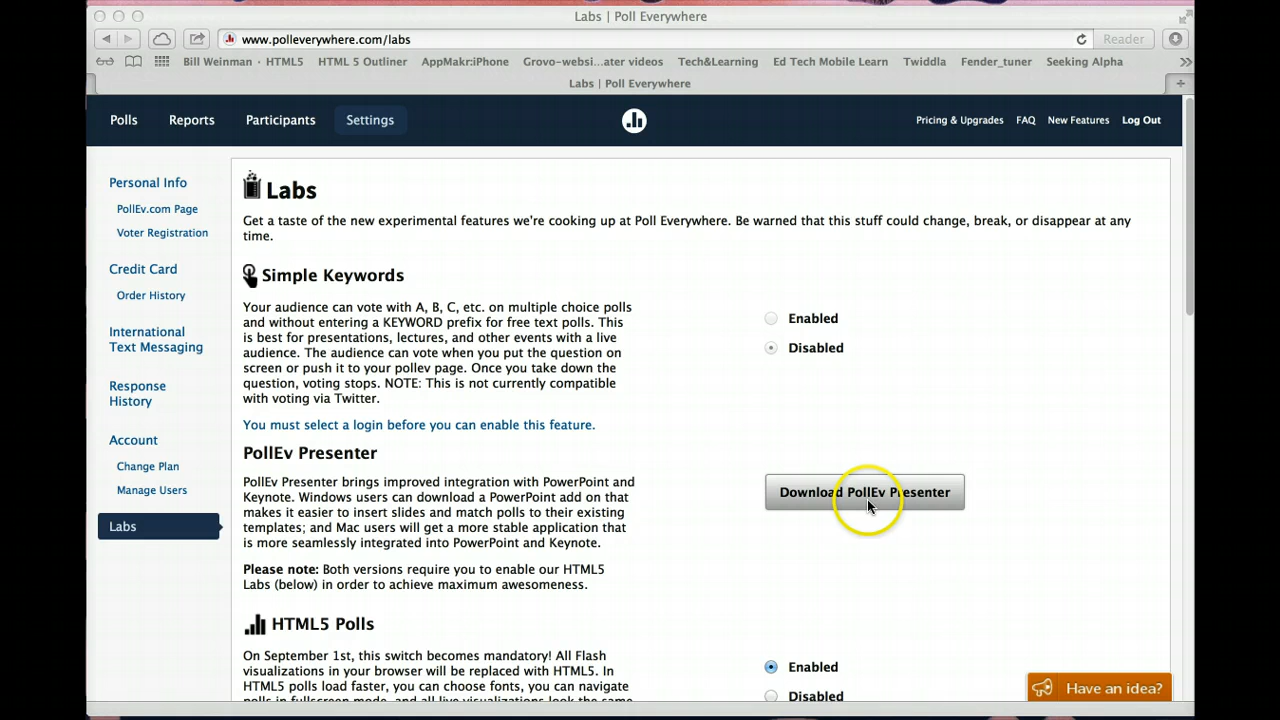 Labs | Poll Everywhere
www.polleverywhere.com/labs
Reader
Bill Weinman · HTML5 HTML 5 Outliner AppMakr:iPhone Grovo-websi...ater videos Tech&Learning Ed Tech Mobile Learn Twiddla Fender_tuner Seeking Alpha
Labs | Poll Everywhere
Polls Reports Participants Settings Pricing & Upgrades FAQ New Features Log Out
Personal Info
PollEv.com Page
Voter Registration
Credit Card
Order History
International
Text Messaging
Response
History
Account
Change Plan
Manage Users
Labs
Labs
Get a taste of the new experimental features we're cooking up at Poll Everywhere. Be warned that this stuff could change, break, or disappear at any
time.
Simple Keywords
Your audience can vote with A, B, C, etc. on multiple choice polls
and without entering a KEYWORD prefix for free text polls. This
is best for presentations, lectures, and other events with a live
audience. The audience can vote when you put the question on
screen or push it to your pollev page. Once you take down the
question, voting stops. NOTE: This is not currently compatible
with voting via Twitter.
Enabled
Disabled
You must select a login before you can enable this feature.
PollEv Presenter
PollEv Presenter brings improved integration with PowerPoint and
Keynote. Windows users can download a PowerPoint add on that
makes it easier to insert slides and match polls to their existing
templates; and Mac users will get a more stable application that
is more seamlessly integrated into PowerPoint and Keynote.
Download PollEv Presenter
Please note: Both versions require you to enable our HTML5
Labs (below) in order to achieve maximum awesomeness.
HTML5 Polls
On September 1st, this switch becomes mandatory! All Flash
visualizations in your browser will be replaced with HTML5. In
HTML5 polls load faster, you can choose fonts, you can navigate
polls in fullscreen mode, and all live visualizations look the same
Enabled
Disabled
Have an idea?